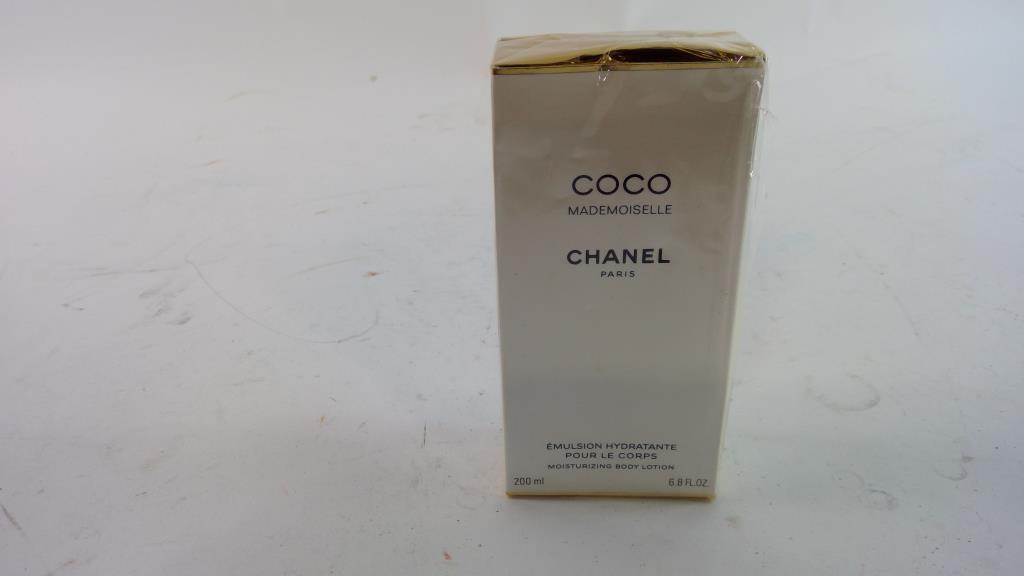 COCO
MADEMOISELLE
CHANEL
PARIS
ÉMULSION HYDRATANTE
POUR LE CORPS
MOISTURIZING BODY LOTION
200 ml 6.8 FL.OZ.